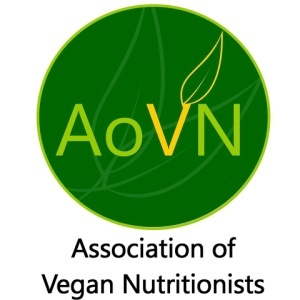 AoVN
Association of
Vegan Nutritionists